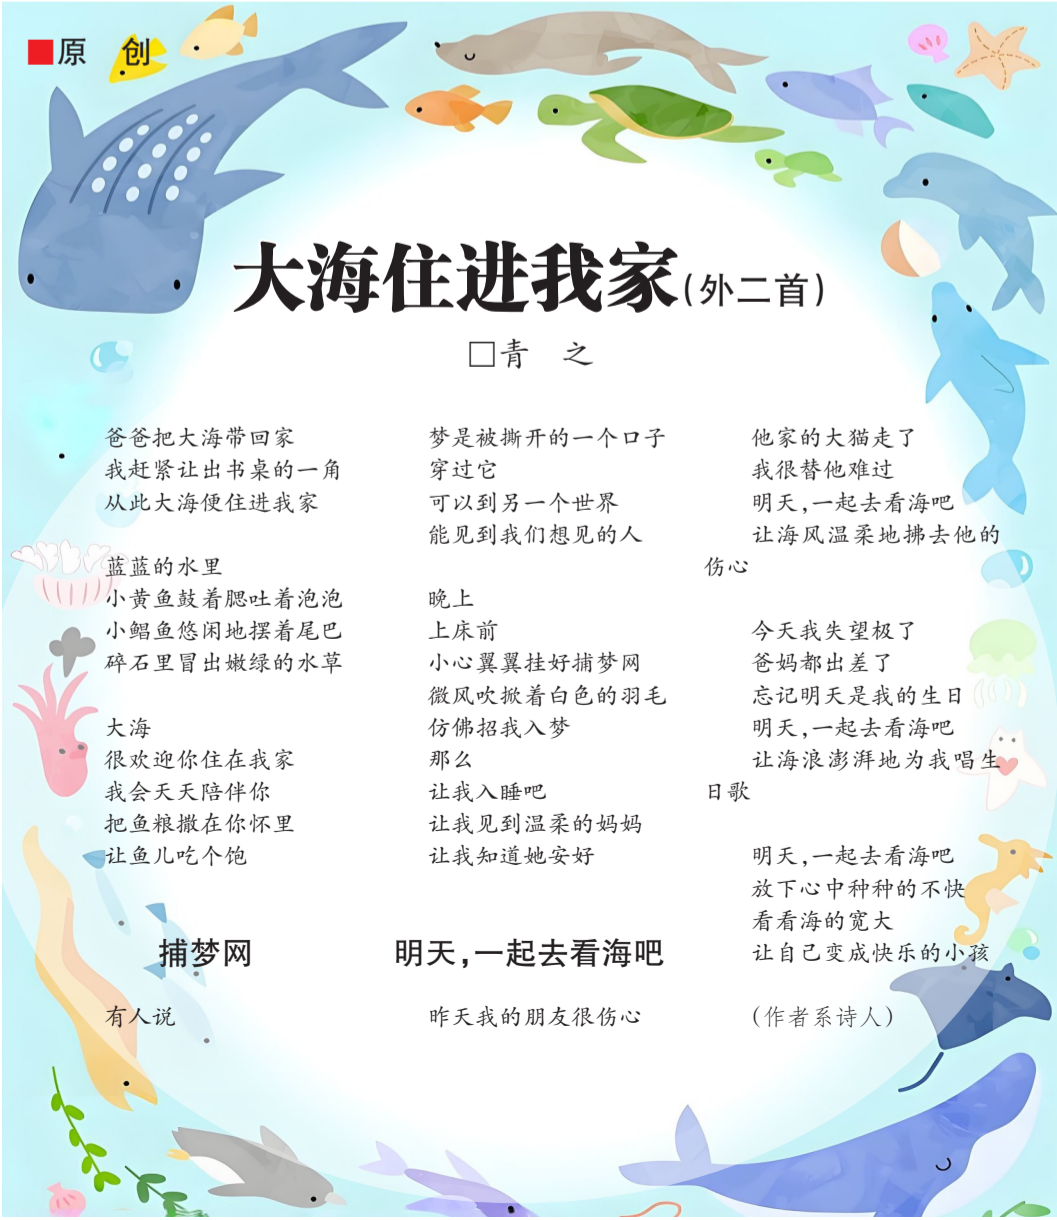 ■原　创
大海住进我家(外二首)
□青　之
爸爸把大海带回家
我赶紧让出书桌的一角
从此大海便住进我家
蓝蓝的水里
小黄鱼鼓着腮吐着泡泡
小鲳鱼悠闲地摆着尾巴
碎石里冒出嫩绿的水草
大海
很欢迎你住在我家
我会天天陪伴你
把鱼粮撒在你怀里
让鱼儿吃个饱
捕梦网
有人说
梦是被撕开的一个口子
穿过它
可以到另一个世界
能见到我们想见的人
晚上
上床前
小心翼翼挂好捕梦网
微风吹掀着白色的羽毛
仿佛招我入梦
那么
让我入睡吧
让我见到温柔的妈妈
让我知道她安好
明天,一起去看海吧
昨天我的朋友很伤心
他家的大猫走了
我很替他难过
明天,一起去看海吧
让海风温柔地拂去他的
伤心
今天我失望极了
爸妈都出差了
忘记明天是我的生日
明天,一起去看海吧
让海浪澎湃地为我唱生
日歌
明天,一起去看海吧
放下心中种种的不快
看看海的宽大
让自己变成快乐的小孩
(作者系诗人)